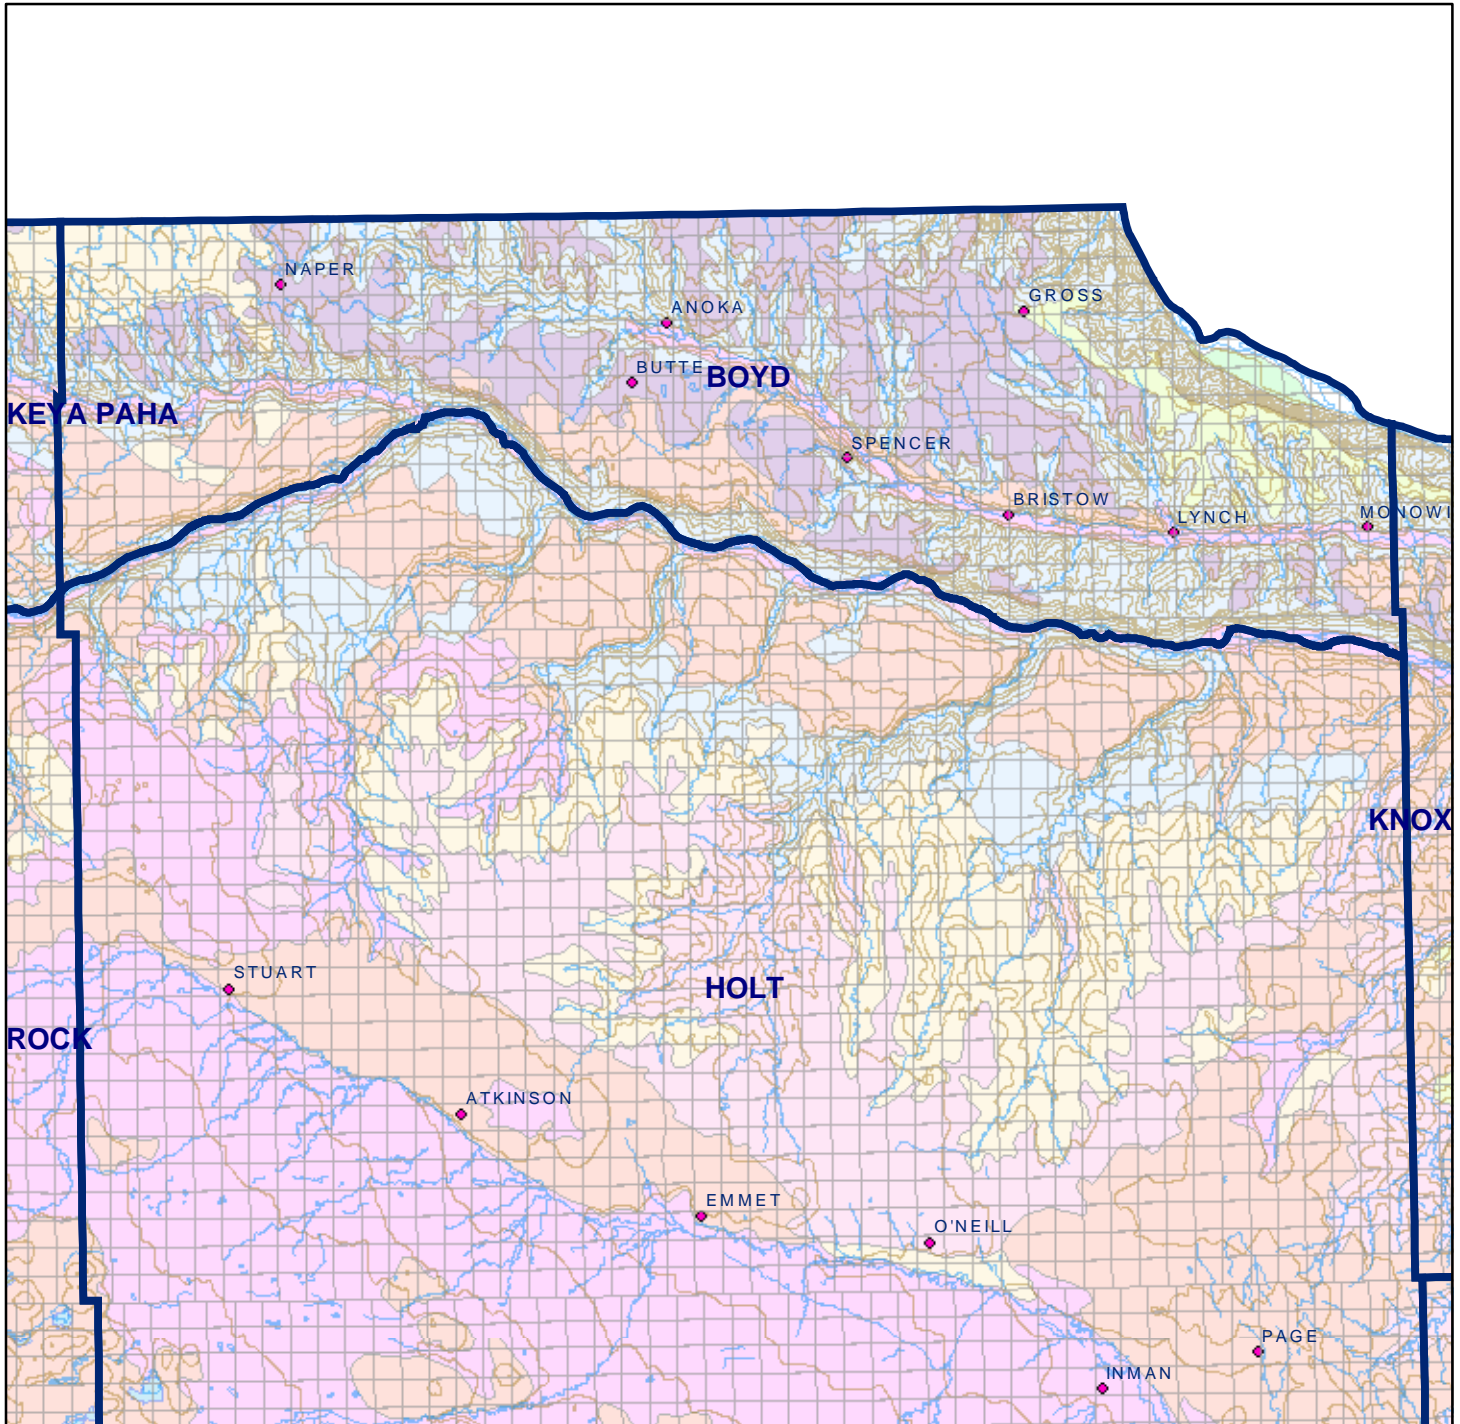 NAPER
GROSS
ANOKA
BUTTE
BOYD
KEYA PAHA
SPENCER
BRISTOW
LYNCH
MONOWI
KNOX
STUART
HOLT
ROCK
ATKINSON
EMMET
O'NEILL
PAGE
INMAN